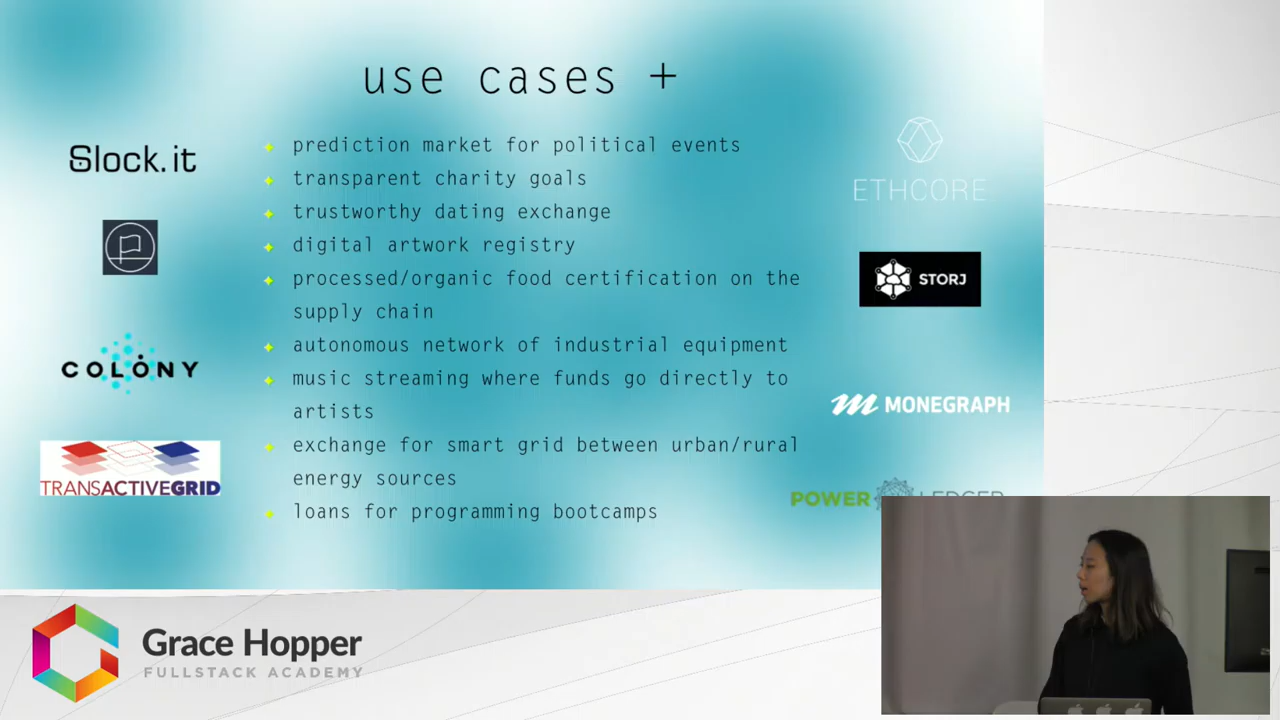 use cases +
Slock.it
COLONY
TRANSACTIVEGRID
prediction market for political events
transparent charity goals
trustworthy dating exchange
digital artwork registry
processed/organic food certification on the
supply chain
autonomous network of industrial equipment
music streaming where funds go directly to
artists
exchange for smart grid between urban/rural
energy sources
loans for programming bootcamps
ETHCORE
STORJ
MONEGRAPH
POWER LEDGER
Grace Hopper
FULLSTACK ACADEMY